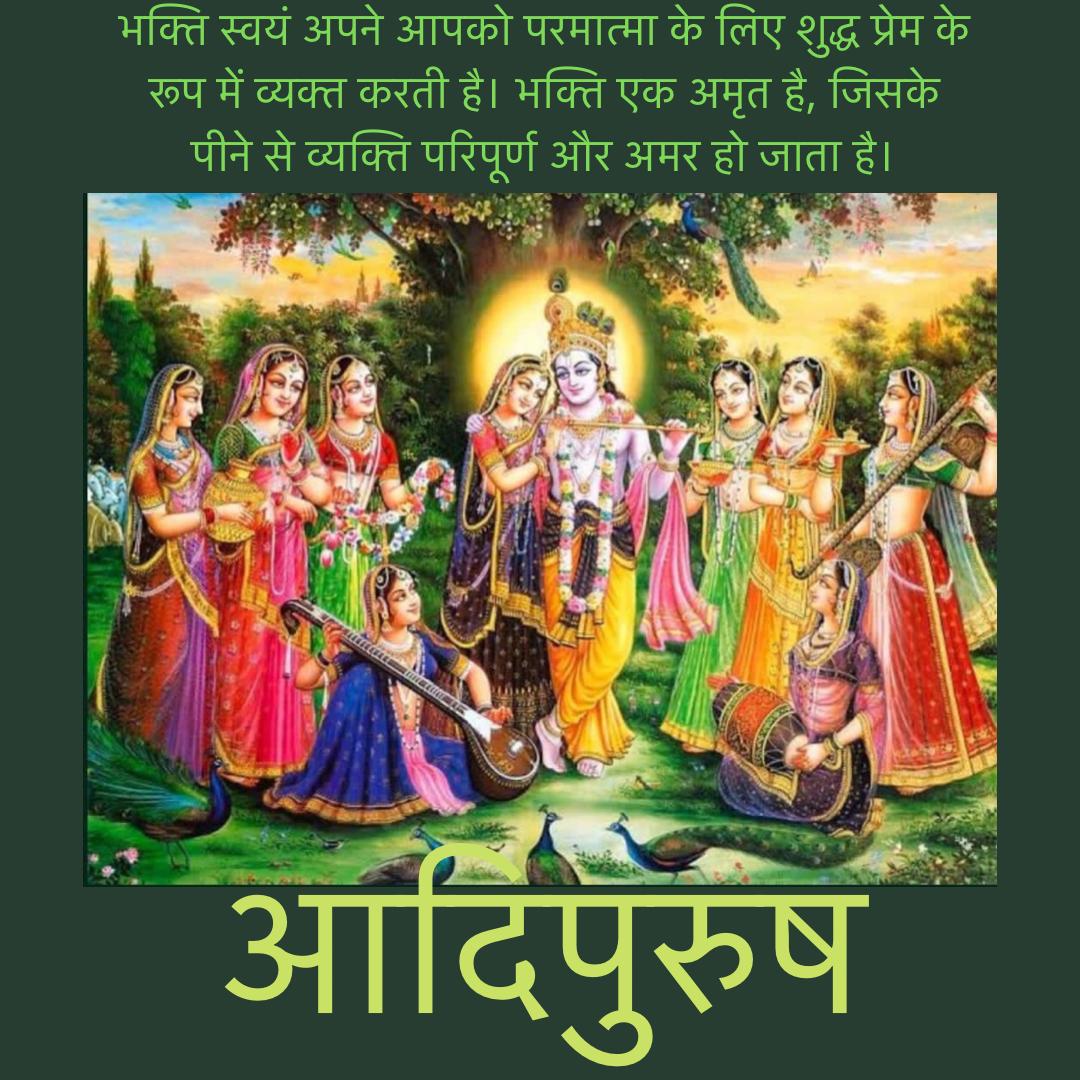 भक्ति स्वयं अपने आपको परमात्मा के लिए शुद्ध प्रेम के
रूप में व्यक्त करती है। भक्ति एक अमृत है, जिसके
पीने से व्यक्ति परिपूर्ण और अमर हो जाता है।
आदिपुरुष